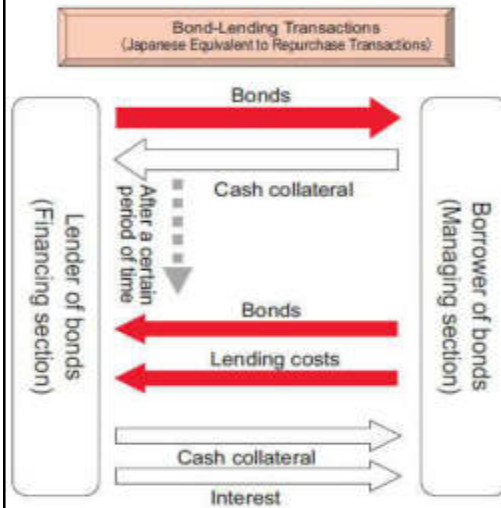 Bond-Lending Transactions
(Japanese Equivalent to Repurchase Transactions)
Bonds
Cash collateral
Lender of bonds
(Financing section)
After a certain
period of time
Borrower of bonds
(Managing section)
Bonds
Lending costs
Cash collateral
Interest